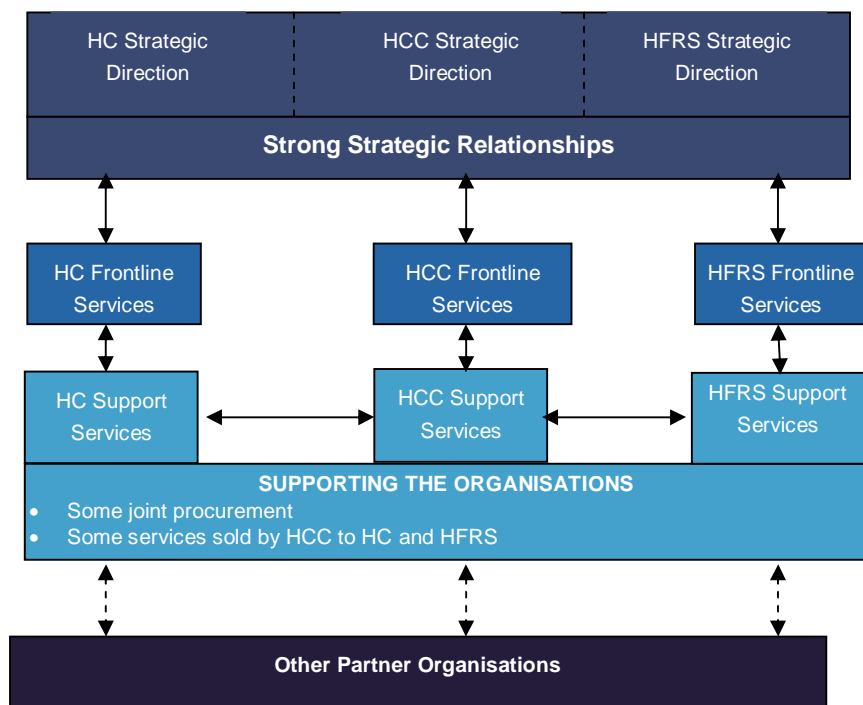 HC Strategic
Direction
HCC Strategic
Direction
HFRS Strategic
Direction
Strong Strategic Relationships
HC Frontline
Services
HCC Frontline
Services
HFRS Frontline
Services
HC Support
Services
HCC Support
Services
HFRS Support
Services
SUPPORTING THE ORGANISATIONS
• Some joint procurement
• Some services sold by HCC to HC and HFRS
Other Partner Organisations